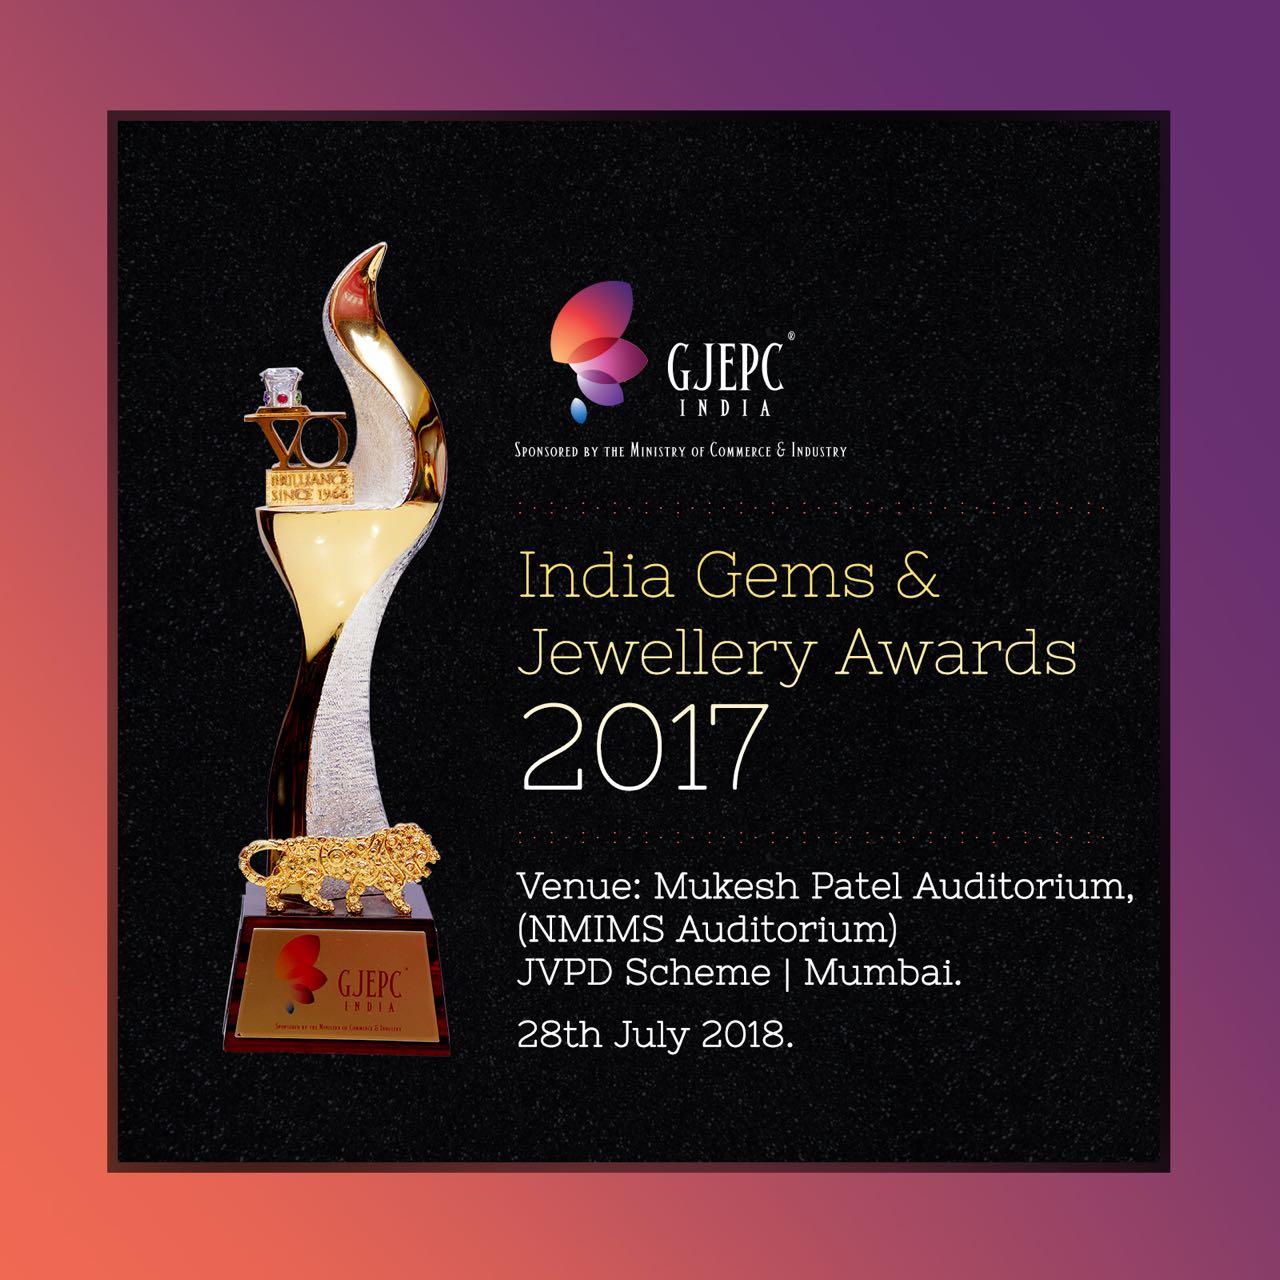 GJEPC®
INDIA
SPONSORED BY THE MINISTRY OF COMMERCE & INDUSTRY
India Gems &
Jewellery Awards
2017
Venue: Mukesh Patel Auditorium,
(NMIMS Auditorium)
JVPD Scheme | Mumbai.
28th July 2018.
YO
BRILLIANCE
SINCE 1966
GJEPC
INDIA
SPONSORED BY THE MINISTRY OF COMMERCE & INDUSTRY